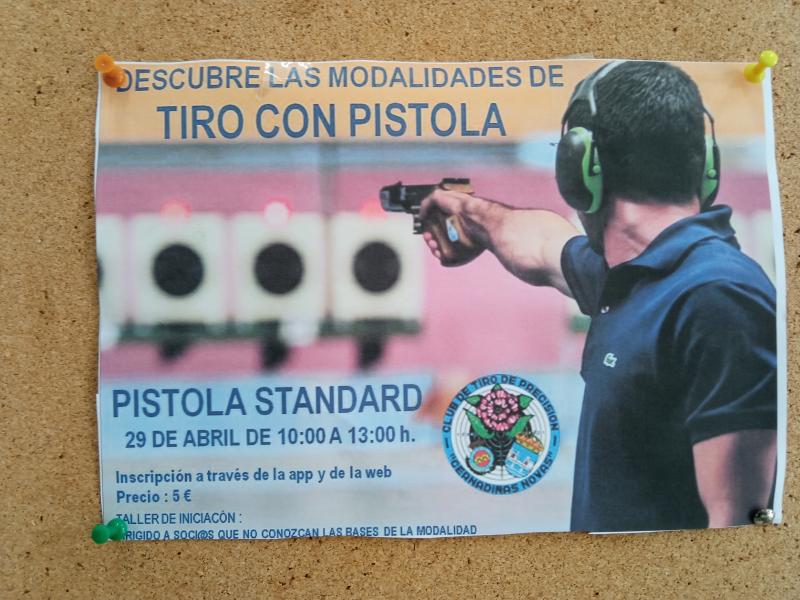 DESCUBRE LAS MODALIDADES DE
TIRO CON PISTOLA
PISTOLA STANDARD
29 DE ABRIL DE 10:00 A 13:00 h.
CLUB DE TIRO DE PRECISION
"CERNADINAS NOVAS"
Inscripción a través de la app y de la web
Precio : 5 €
TALLER DE INICIACÓN :
DIRIGIDO A SOCI@S QUE NO CONOZCAN LAS BASES DE LA MODALIDAD